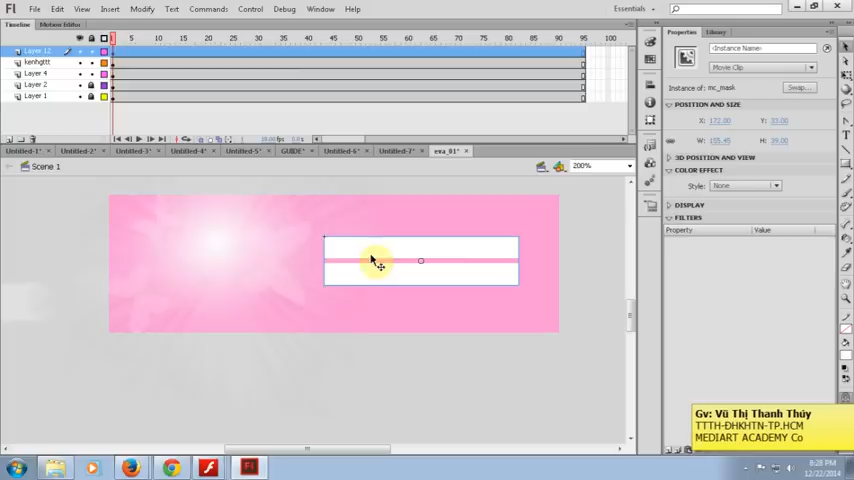 Fl File Edit View Insert Modify Text Commands Control Debug Window Help Essentials
Timeline Motion Editor
Properties Library
1 5 10 15 20 25 30 35 40 45 50 55 60 65 70 75 80 85 90 95 100
Layer 12
kenhgttt
Layer 4
Layer 2
Layer 1
<Instance Name>
Movie Clip
Instance of: mc_mask Swap...
POSITION AND SIZE
X: 172.00 Y: 33.00
W: 155.45 H: 39.00
3D POSITION AND VIEW
COLOR EFFECT
Style: None
DISPLAY
FILTERS
Property Value
Untitled-1* Untitled-2* Untitled-3* Untitled-4* Untitled-5* GUIDE* Untitled-6* Untitled-7* ewa_01*
Scene 1 200%
Gv: Vũ Thị Thanh Thúy
TTTH-ĐHKHTN-TP.HCM
MEDIART ACADEMY Co
Fl
8:28 PM
12/22/2014